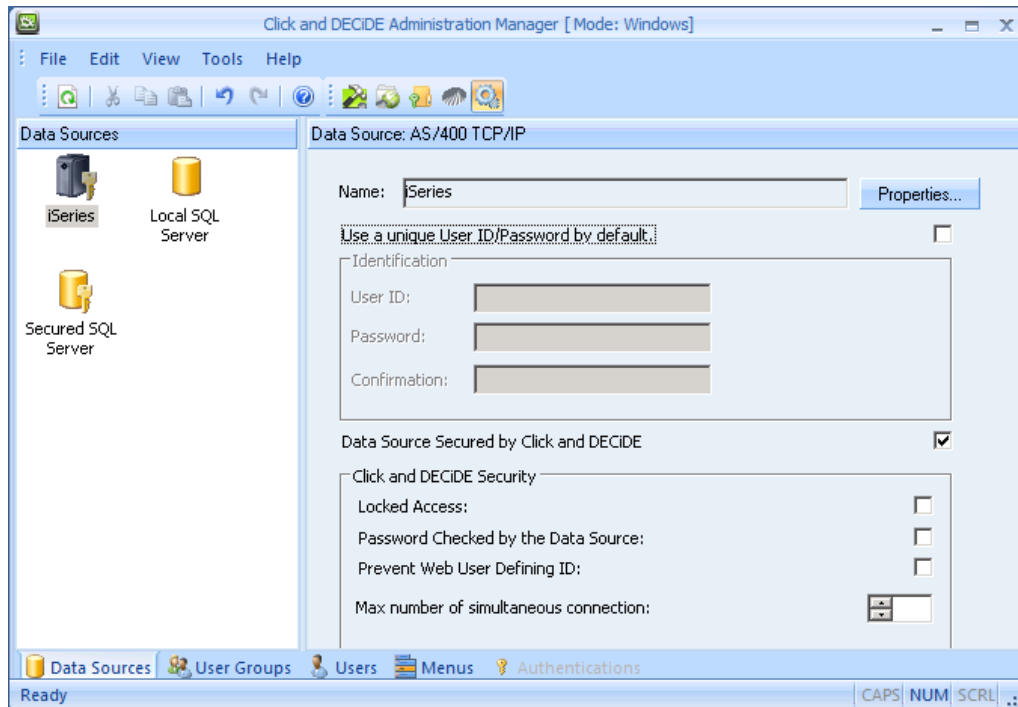 Click and DECiDE Administration Manager [ Mode: Windows]
File Edit View Tools Help
Data Sources
Data Source: AS/400 TCP/IP
iSeries
Local SQL
Server
Secured SQL
Server
Name: iSeries Properties...
Use a unique User ID/Password by default.
Identification
User ID:
Password:
Confirmation:
Data Source Secured by Click and DECiDE
Click and DECiDE Security
Locked Access:
Password Checked by the Data Source:
Prevent Web User Defining ID:
Max number of simultaneous connection:
Data Sources User Groups Users Menus Authentications
Ready CAPS NUM SCRL